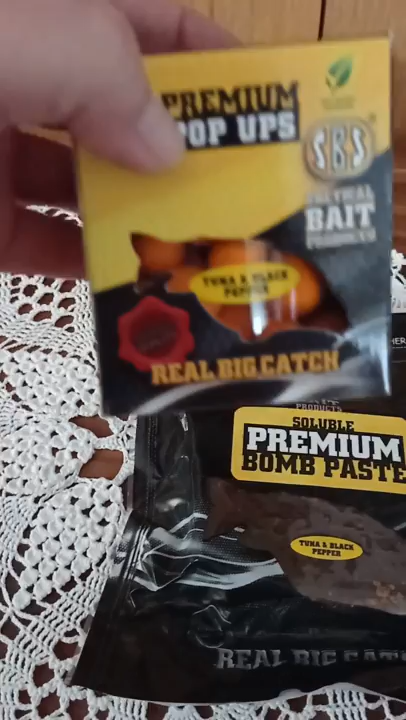 PREMIUM
POP UPS
SBS
BAIT
PRODUCTS
TUNA & BLACK
PEPPER
REAL BIG CATCH
PRODUCTS
SOLUBLE
PREMIUM
BOMB PASTE
TUNA & BLACK
PEPPER
REAL BIG